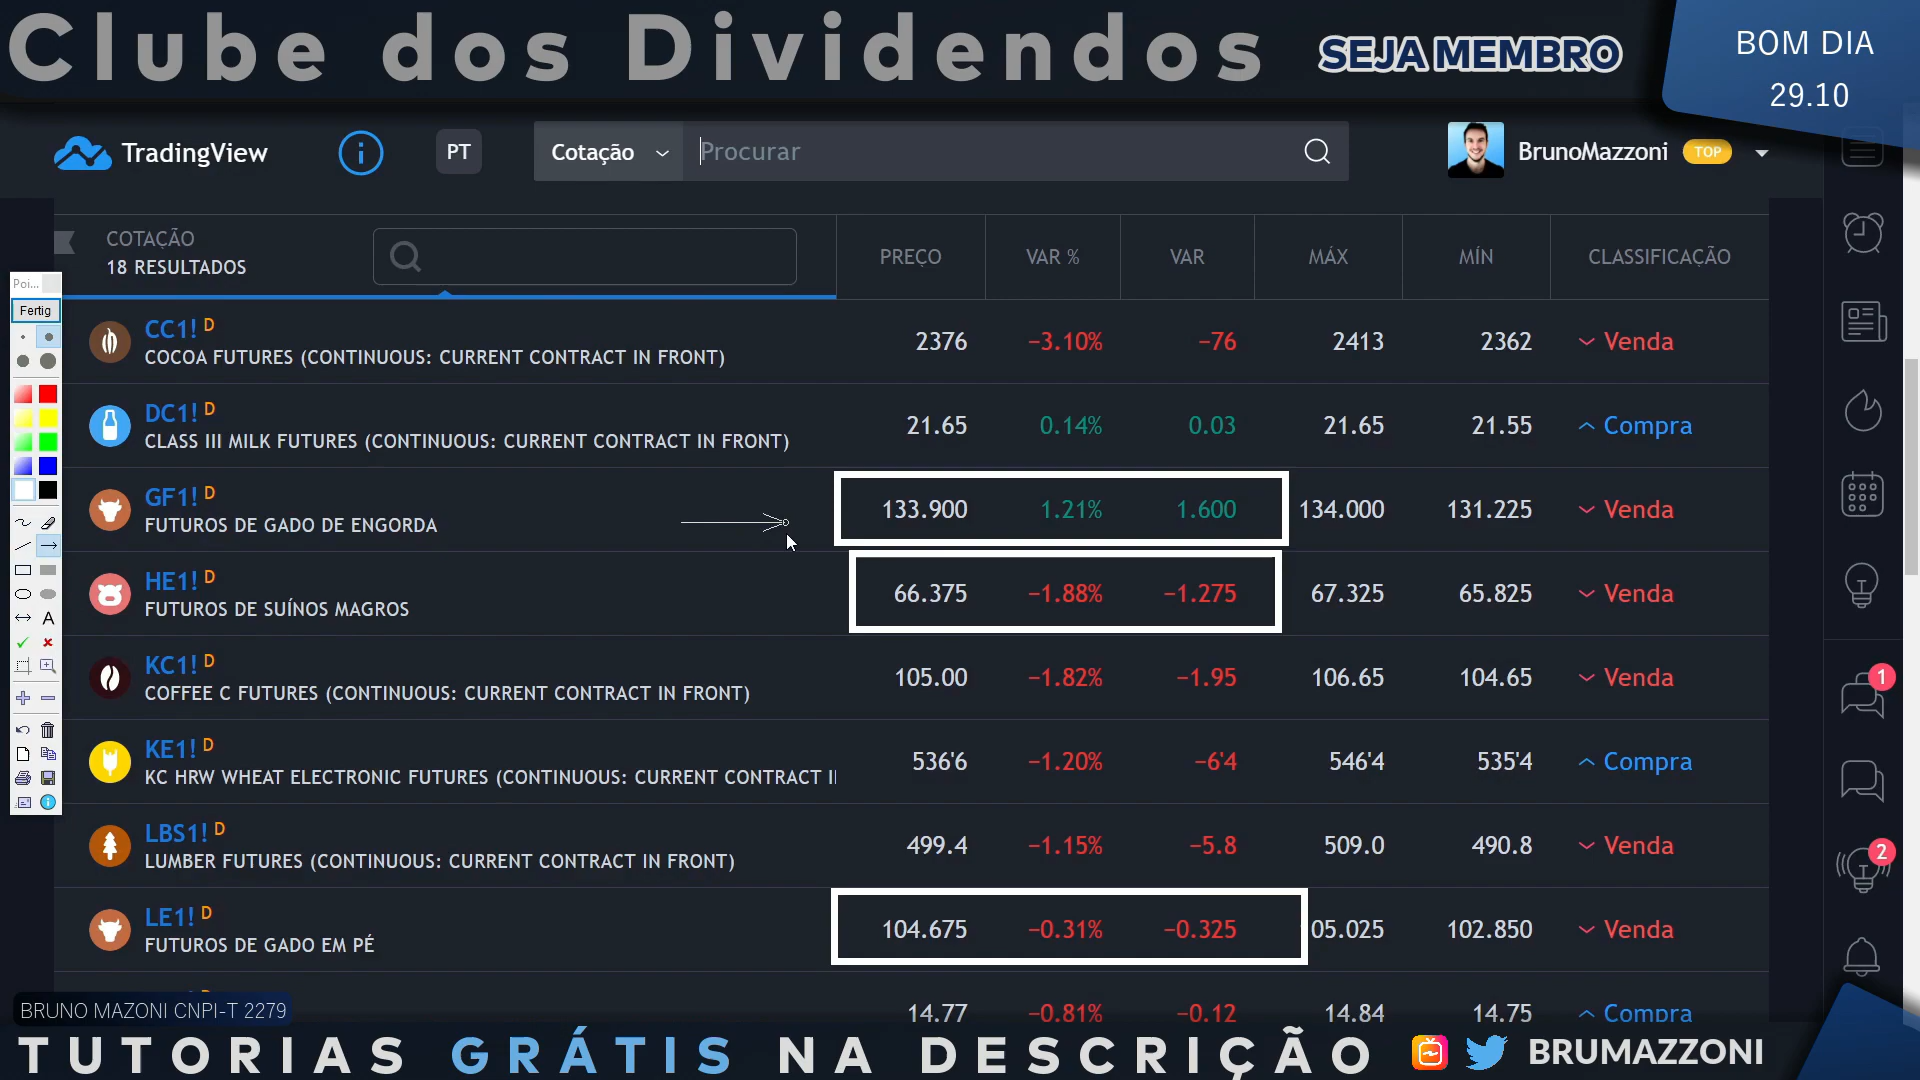 Clube dos Dividendos
SEJA MEMBRO
BOM DIA
29.10
TradingView
PT
Cotação
Procurar
BrunoMazzoni
TOP
COTAÇÃO
18 RESULTADOS
PREÇO
VAR %
VAR
MÁX
MÍN
CLASSIFICAÇÃO
Poi...
Fertig
CC1! D
COCOA FUTURES (CONTINUOUS: CURRENT CONTRACT IN FRONT)
2376 −3.10% −76 2413 2362 Venda
DC1! D
CLASS III MILK FUTURES (CONTINUOUS: CURRENT CONTRACT IN FRONT)
21.65 0.14% 0.03 21.65 21.55 Compra
GF1! D
FUTUROS DE GADO DE ENGORDA
133.900 1.21% 1.600 134.000 131.225 Venda
HE1! D
FUTUROS DE SUÍNOS MAGROS
66.375 −1.88% −1.275 67.325 65.825 Venda
KC1! D
COFFEE C FUTURES (CONTINUOUS: CURRENT CONTRACT IN FRONT)
105.00 −1.82% −1.95 106.65 104.65 Venda
1
KE1! D
KC HRW WHEAT ELECTRONIC FUTURES (CONTINUOUS: CURRENT CONTRACT I
536'6 −1.20% −6'4 546'4 535'4 Compra
LBS1! D
LUMBER FUTURES (CONTINUOUS: CURRENT CONTRACT IN FRONT)
499.4 −1.15% −5.8 509.0 490.8 Venda
2
LE1! D
FUTUROS DE GADO EM PÉ
104.675 −0.31% −0.325 05.025 102.850 Venda
14.77 −0.81% −0.12 14.84 14.75 Compra
BRUNO MAZONI CNPI-T 2279
TUTORIAS GRÁTIS NA DESCRIÇÃO
BRUMAZZONI